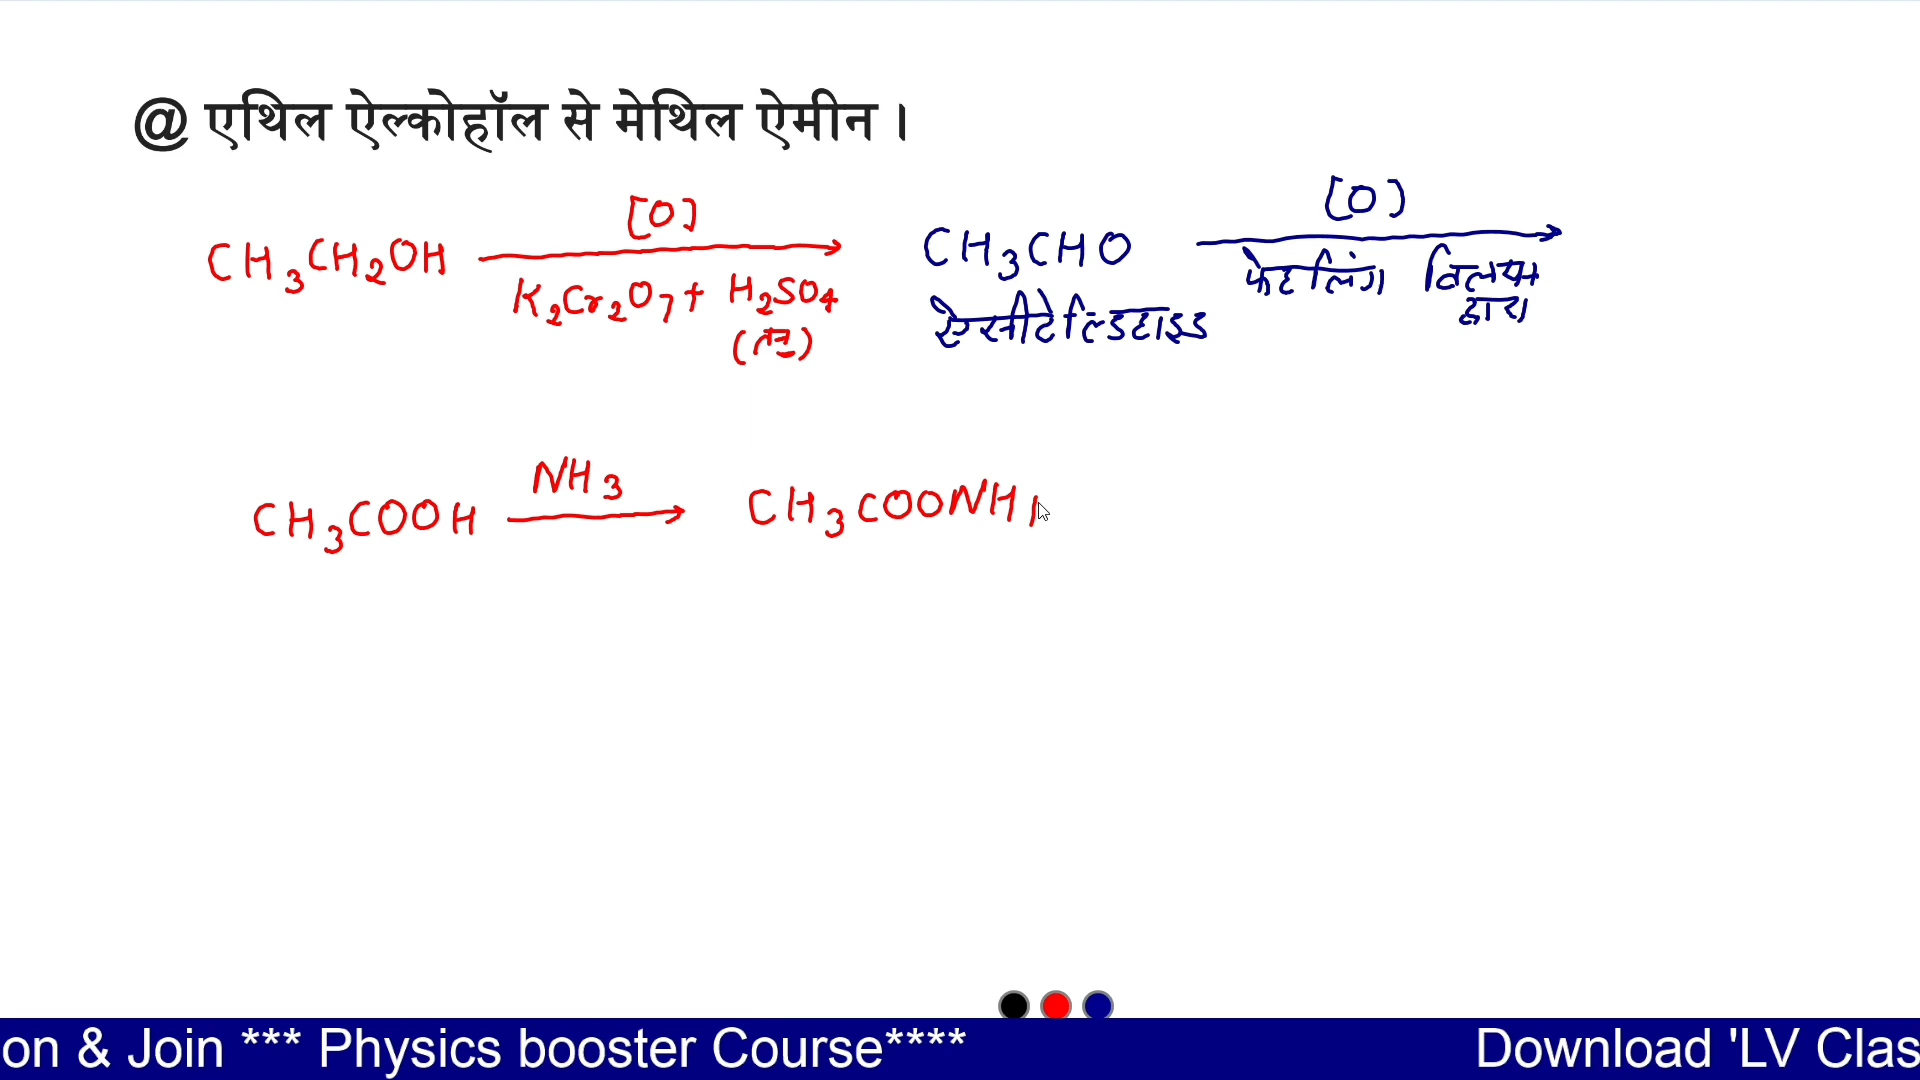 @ एथिल ऐल्कोहॉल से मेथिल ऐमीन ।
CH3CH2OH [O] K2Cr2O7 + H2SO4 (तनु) CH3CHO [O] फेहलिंग विलयन द्वारा
ऐसीटेल्डिहाइड
CH3COOH NH3 CH3COONH
on & Join *** Physics booster Course**** Download 'LV Clas